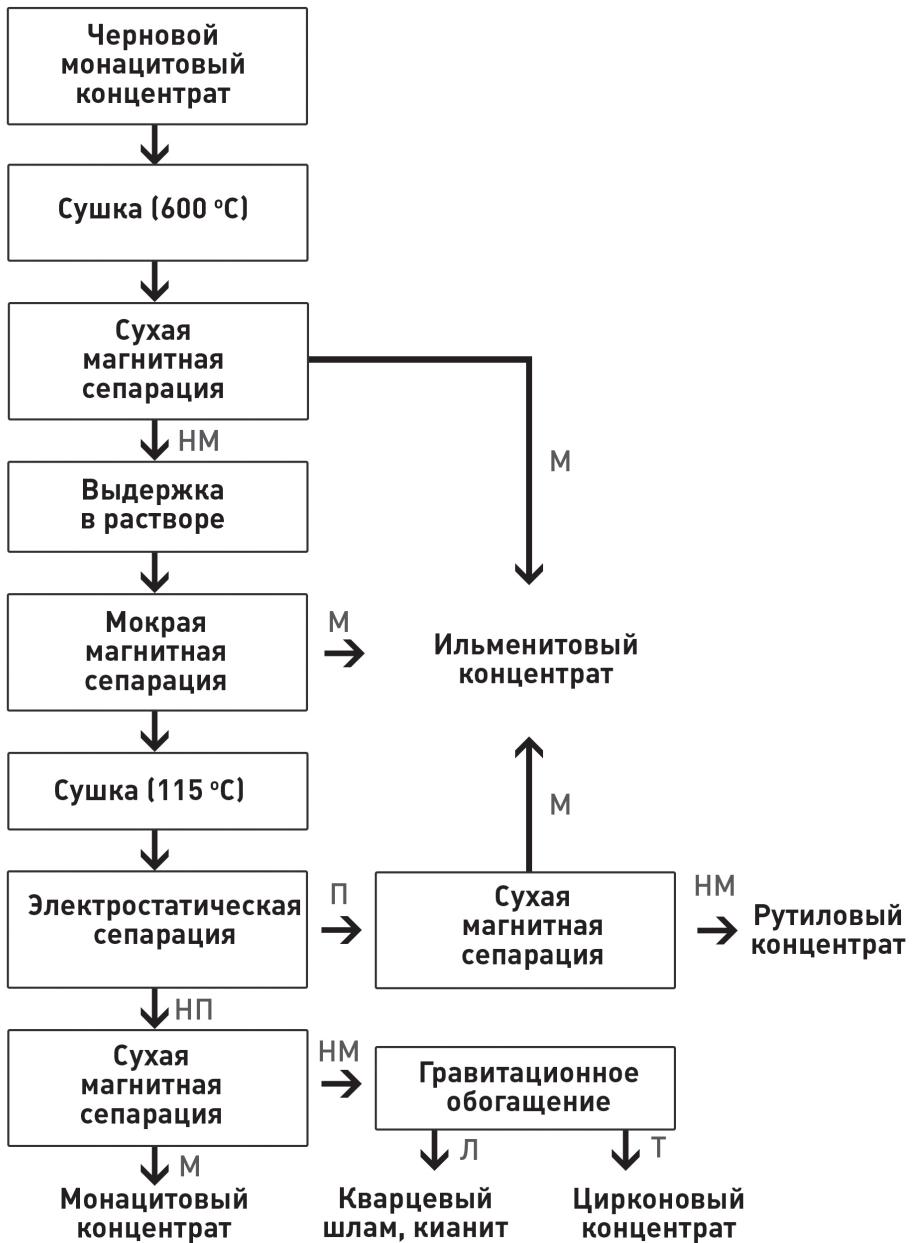 Черновой
монацитовый
концентрат
Сушка (600 ºC)
Сухая
магнитная
сепарация
НМ
М
Выдержка
в растворе
Мокрая
магнитная
сепарация
М
Ильменитовый
концентрат
Сушка (115 ºC)
М
Электростатическая
сепарация
П
Сухая
магнитная
сепарация
НМ
Рутиловый
концентрат
НП
Сухая
магнитная
сепарация
НМ
Гравитационное
обогащение
М
Л
Т
Монацитовый
концентрат
Кварцевый
шлам, кианит
Цирконовый
концентрат